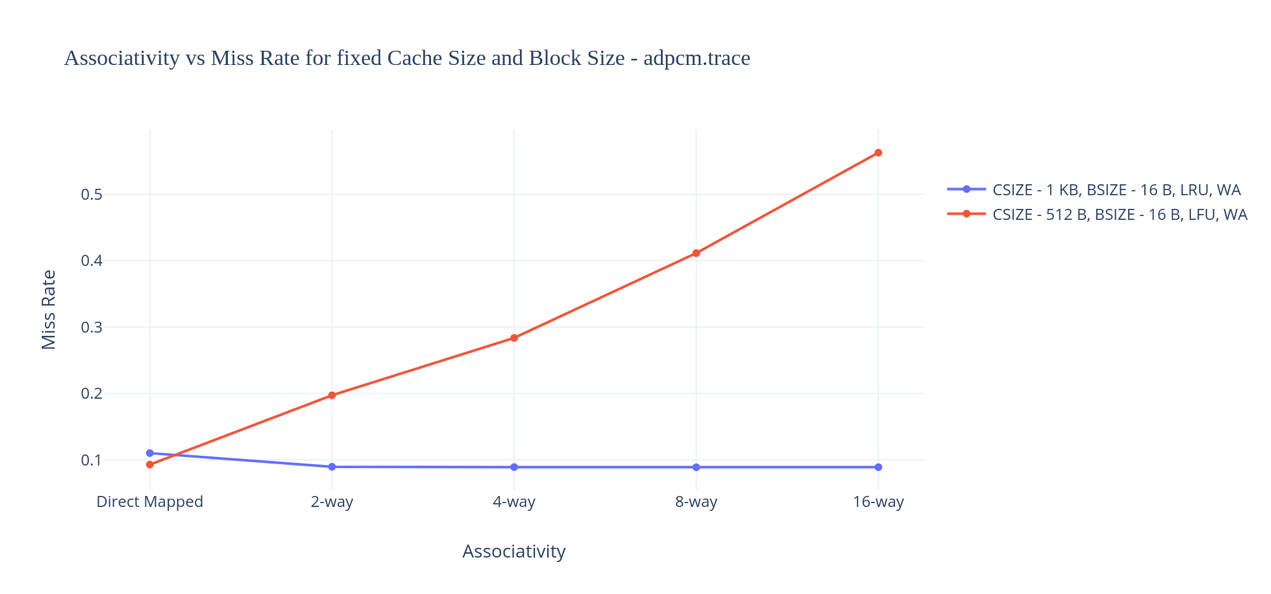 Associativity vs Miss Rate for fixed Cache Size and Block Size - adpcm.trace
CSIZE - 1 KB, BSIZE - 16 B, LRU, WA
CSIZE - 512 B, BSIZE - 16 B, LFU, WA
Miss Rate
0.5
0.4
0.3
0.2
0.1
Direct Mapped
2-way
4-way
8-way
16-way
Associativity